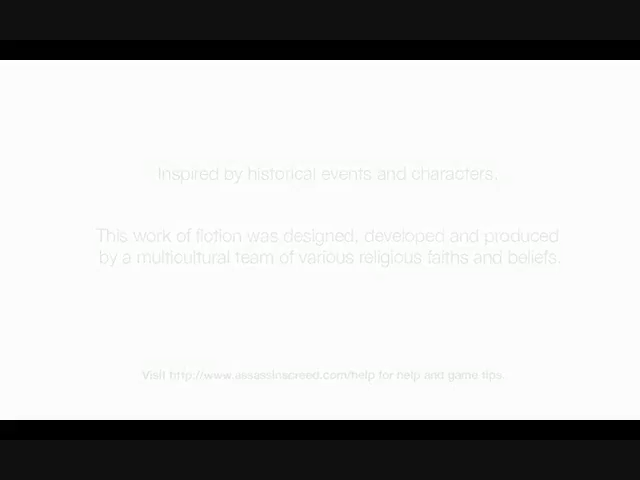 Inspired by historical events and characters.
This work of fiction was designed, developed and produced
by a multicultural team of various religious faiths and beliefs.
Visit http://www.assassinscreed.com/help for help and game tips.